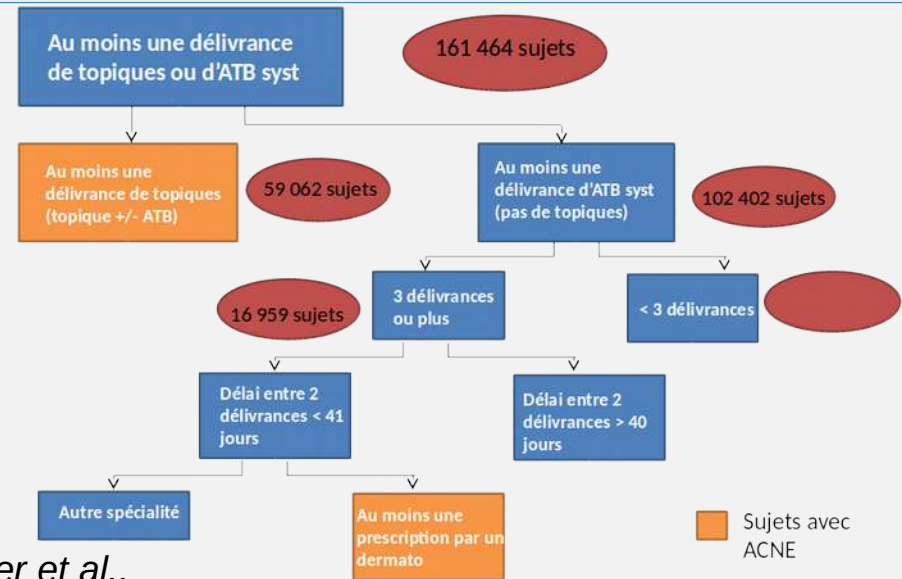 Au moins une délivrance
de topiques ou d'ATB syst
161 464 sujets
Au moins une
délivrance de topiques
(topique +/- ATB)
59 062 sujets
Au moins une
délivrance d'ATB syst
(pas de topiques)
102 402 sujets
16 959 sujets
3 délivrances
ou plus
< 3 délivrances
Délai entre 2
délivrances < 41
jours
Délai entre 2
délivrances > 40
jours
Autre spécialité
Au moins une
prescription par un
dermato
Sujets avec
ACNE
er et al..